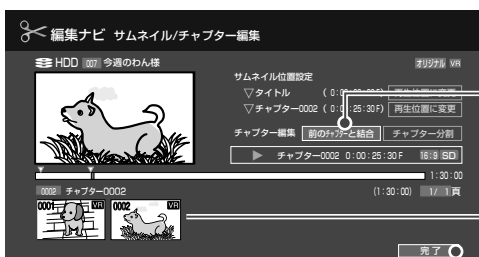 編集ナビ サムネイル/チャプター編集
HDD 007 今週のわん様
オリジナル VR
サムネイル位置設定
▽タイトル 再生位置に変更
▽チャプター0002 ( 0:00:25:30F) 再生位置に変更
チャプター編集 前のチャプターと結合 チャプター分割
▶ チャプター0002 0:00:25:30F 16:9 SD
1:30:00
0002 チャプター0002 (1:30:00) 1/ 1頁
0001 VR 0002 VR
完了